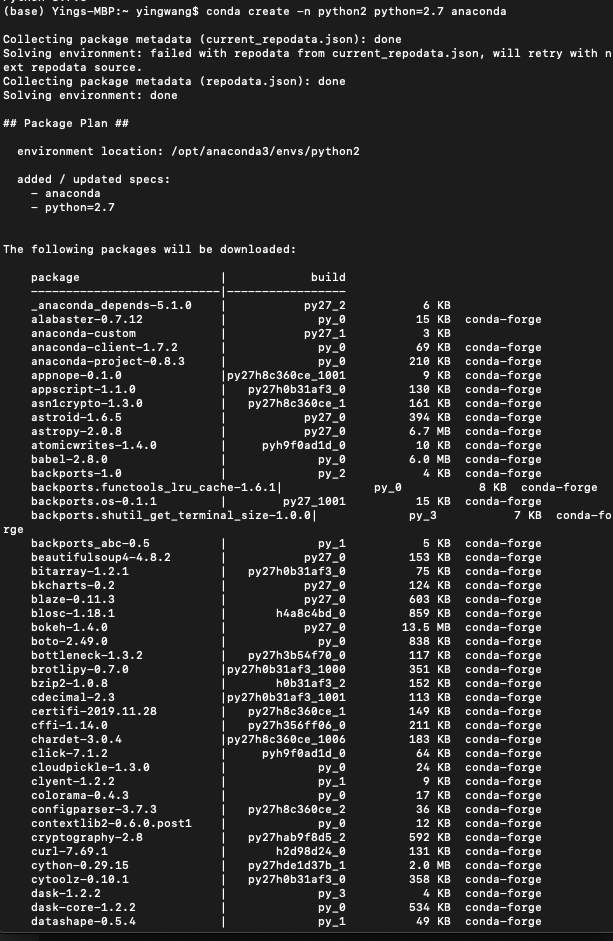 (base) Yings-MBP:~ yingwang$ conda create -n python2 python=2.7 anaconda
Collecting package metadata (current_repodata.json): done
Solving environment: failed with repodata from current_repodata.json, will retry with n
ext repodata source.
Collecting package metadata (repodata.json): done
Solving environment: done
## Package Plan ##
environment location: /opt/anaconda3/envs/python2
added / updated specs:
- anaconda
- python=2.7
The following packages will be downloaded:
package | build
---------------------------|-----------------
_anaconda_depends-5.1.0 | py27_2 6 KB
alabaster-0.7.12 | py_0 15 KB conda-forge
anaconda-custom | py27_1 3 KB
anaconda-client-1.7.2 | py_0 69 KB conda-forge
anaconda-project-0.8.3 | py_0 210 KB conda-forge
appnope-0.1.0 |py27h8c360ce_1001 9 KB conda-forge
appscript-1.1.0 | py27h0b31af3_0 130 KB conda-forge
asn1crypto-1.3.0 | py27h8c360ce_1 161 KB conda-forge
astroid-1.6.5 | py27_0 394 KB conda-forge
astropy-2.0.8 | py27_0 6.7 MB conda-forge
atomicwrites-1.4.0 | pyh9f0ad1d_0 10 KB conda-forge
babel-2.8.0 | py_0 6.0 MB conda-forge
backports-1.0 | py_2 4 KB conda-forge
backports.functools_lru_cache-1.6.1| py_0 8 KB conda-forge
backports.os-0.1.1 | py27_1001 15 KB conda-forge
backports.shutil_get_terminal_size-1.0.0| py_3 7 KB conda-fo
rge
backports_abc-0.5 | py_1 5 KB conda-forge
beautifulsoup4-4.8.2 | py27_0 153 KB conda-forge
bitarray-1.2.1 | py27h0b31af3_0 75 KB conda-forge
bkcharts-0.2 | py27_0 124 KB conda-forge
blaze-0.11.3 | py27_0 603 KB conda-forge
blosc-1.18.1 | h4a8c4bd_0 859 KB conda-forge
bokeh-1.4.0 | py27_0 13.5 MB conda-forge
boto-2.49.0 | py_0 838 KB conda-forge
bottleneck-1.3.2 | py27h3b54f70_0 117 KB conda-forge
brotlipy-0.7.0 |py27h0b31af3_1000 351 KB conda-forge
bzip2-1.0.8 | h0b31af3_2 152 KB conda-forge
cdecimal-2.3 |py27h0b31af3_1001 113 KB conda-forge
certifi-2019.11.28 | py27h8c360ce_1 149 KB conda-forge
cffi-1.14.0 | py27h356ff06_0 211 KB conda-forge
chardet-3.0.4 |py27h8c360ce_1006 183 KB conda-forge
click-7.1.2 | pyh9f0ad1d_0 64 KB conda-forge
cloudpickle-1.3.0 | py_0 24 KB conda-forge
clyent-1.2.2 | py_1 9 KB conda-forge
colorama-0.4.3 | py_0 17 KB conda-forge
configparser-3.7.3 | py27h8c360ce_2 36 KB conda-forge
contextlib2-0.6.0.post1 | py_0 12 KB conda-forge
cryptography-2.8 | py27hab9f8d5_2 592 KB conda-forge
curl-7.69.1 | h2d98d24_0 131 KB conda-forge
cython-0.29.15 | py27hde1d37b_1 2.0 MB conda-forge
cytoolz-0.10.1 | py27h0b31af3_0 358 KB conda-forge
dask-1.2.2 | py_3 4 KB conda-forge
dask-core-1.2.2 | py_0 534 KB conda-forge
datashape-0.5.4 | py_1 49 KB conda-forge